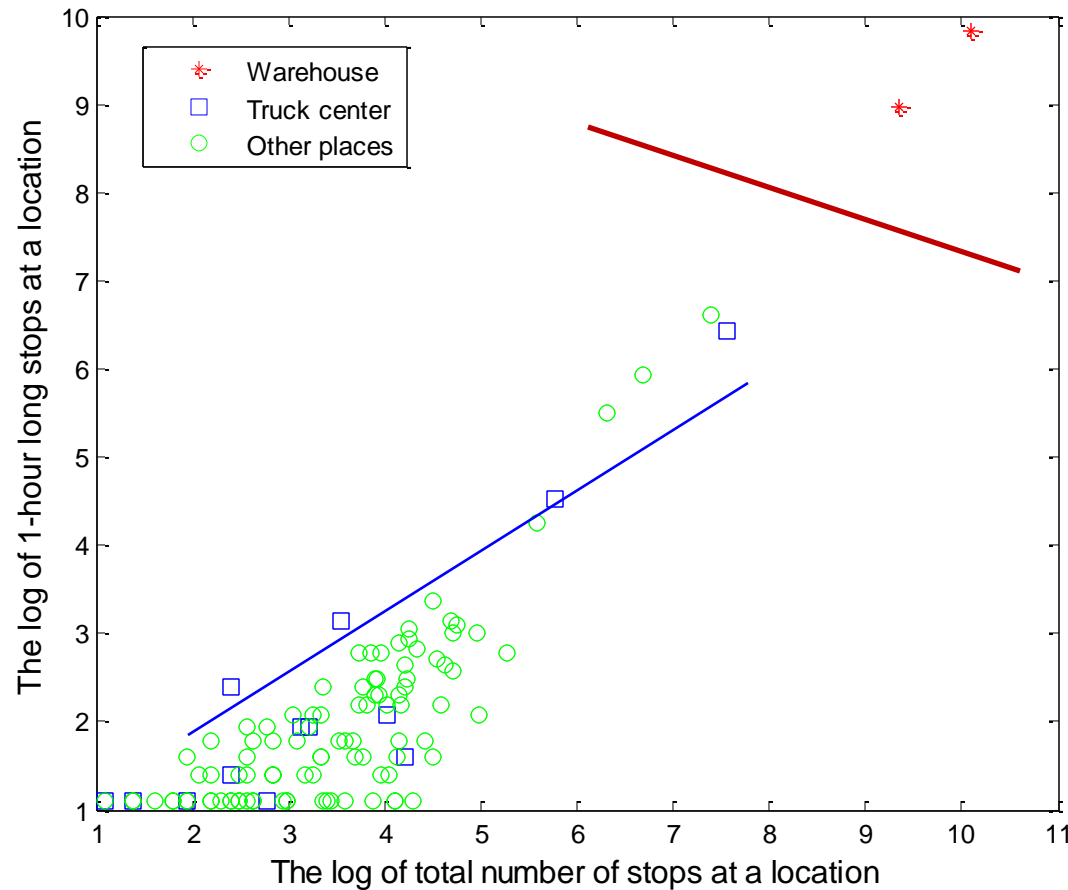 10
9
8
7
6
5
4
3
2
1
The log of 1-hour long stops at a location
Warehouse
Truck center
Other places
1 2 3 4 5 6 7 8 9 10 11
The log of total number of stops at a location